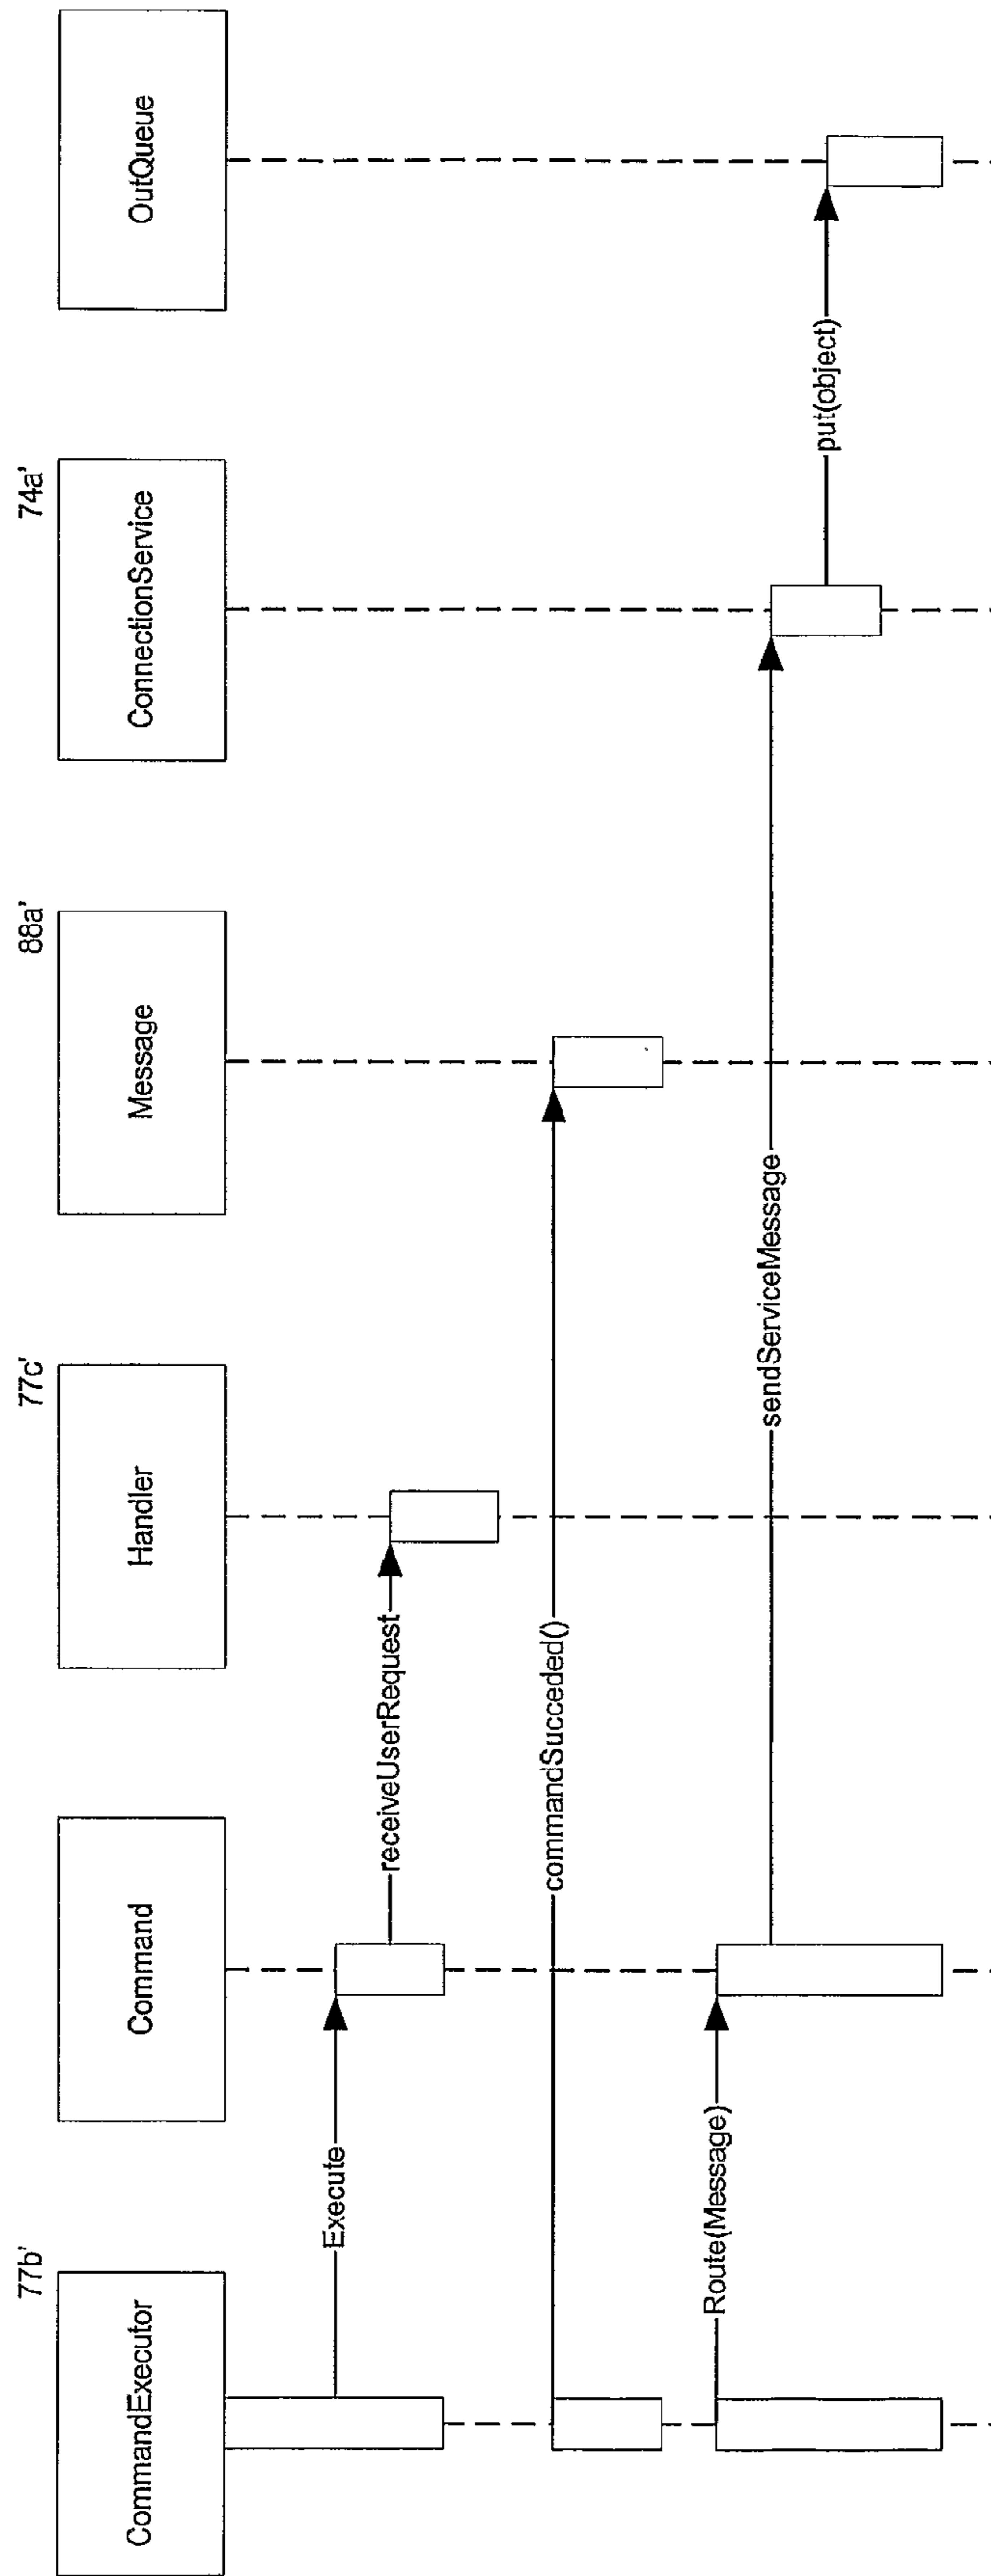 77b'
77c'
88a'
74a'
CommandExecutor
Command
Handler
Message
ConnectionService
OutQueue
Execute
receiveUserRequest
commandSucceded()
Route(Message)
sendServiceMessage
put(object)